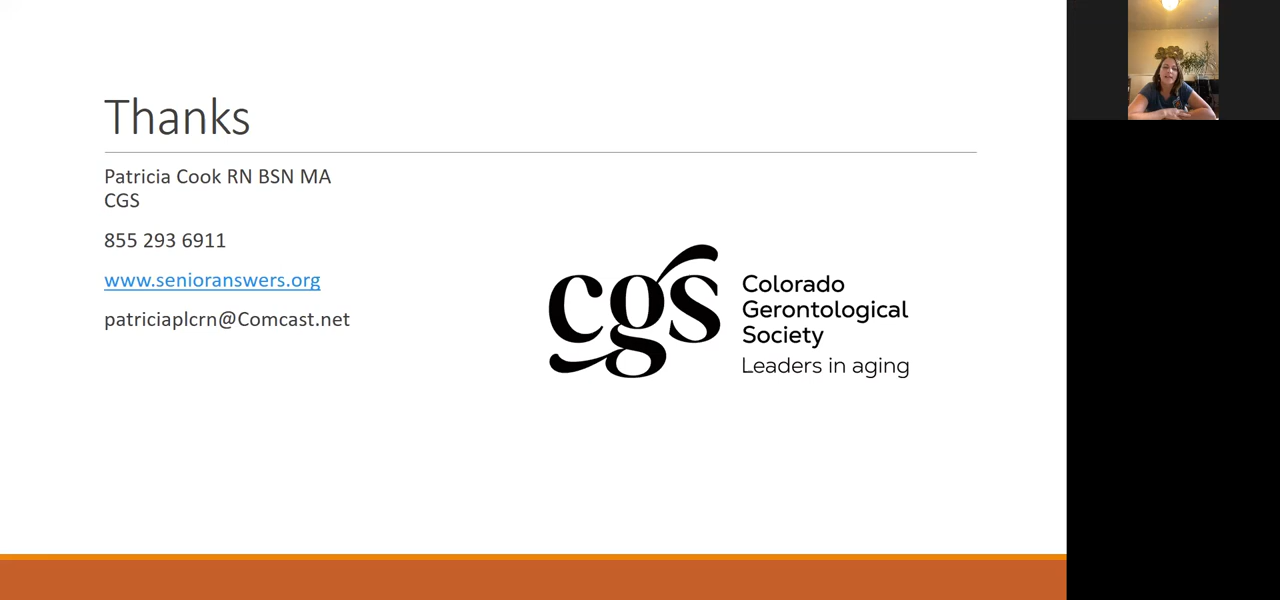 Thanks
Patricia Cook RN BSN MA
CGS
855 293 6911
www.senioranswers.org
patriciaplcrn@Comcast.net
cgs
Colorado
Gerontological
Society
Leaders in aging